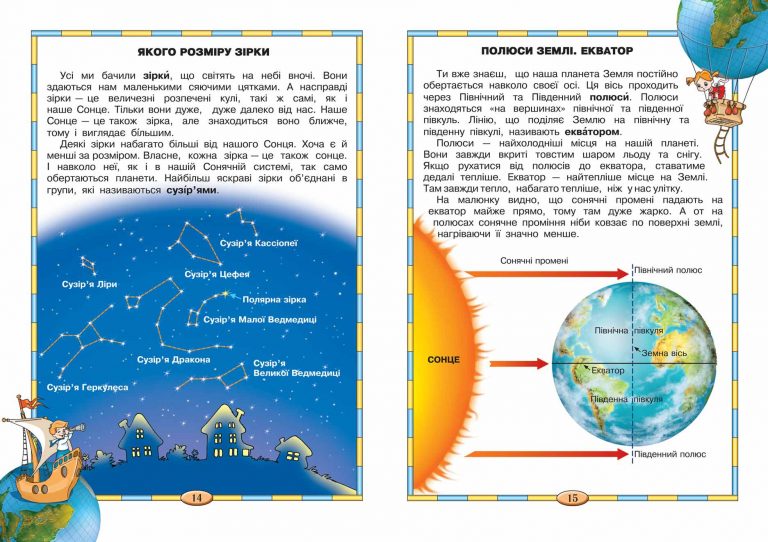 ЯКОГО РОЗМІРУ ЗІРКИ
Усі ми бачили зірки́, що світять на небі вночі. Вони
здаються нам маленькими сяючими цятками. А насправді
зірки — це величезні розпечені кулі, такі ж самі, як і
наше Сонце. Тільки вони дуже, дуже далеко від нас. Наше
Сонце — це також зірка, але знаходиться воно ближче,
тому і виглядає більшим.
Деякі зірки набагато більші від нашого Сонця. Хоча є й
менші за розміром. Власне, кожна зірка — це також сонце.
І навколо неї, як і в нашій Сонячній системі, так само
обертаються планети. Найбільш яскраві зірки об'єднані в
групи, які називаються сузі́р'ями.
Сузір'я Кассіопеї
Сузір'я Цефея
Сузір'я Ліри
Полярна зірка
Сузір'я Малої Ведмедиці
Сузір'я Дракона
Сузір'я
Великої Ведмедиці
Сузір'я Геркулеса
14
ПОЛЮСИ ЗЕМЛІ. ЕКВАТОР
Ти вже знаєш, що наша планета Земля постійно
обертається навколо своєї осі. Ця вісь проходить
через Північний та Південний полюси́. Полюси
знаходяться «на вершинах» північної та південної
півкуль. Лінію, що поділяє Землю на північну та
південну півкулі, називають еква́тором.
Полюси — найхолодніші місця на нашій планеті.
Вони завжди вкриті товстим шаром льоду та снігу.
Якщо рухатися від полюсів до екватора, ставатиме
дедалі тепліше. Екватор — найтепліше місце на Землі.
Там завжди тепло, набагато тепліше, ніж у нас улітку.
На малюнку видно, що сонячні промені падають на
екватор майже прямо, тому там дуже жарко. А от на
полюсах сонячне проміння ніби ковзає по поверхні землі,
нагріваючи її значно менше.
Сонячні промені
Північний полюс
Північна півкуля
Земна вісь
СОНЦЕ
Екватор
Південна півкуля
Південний полюс
15